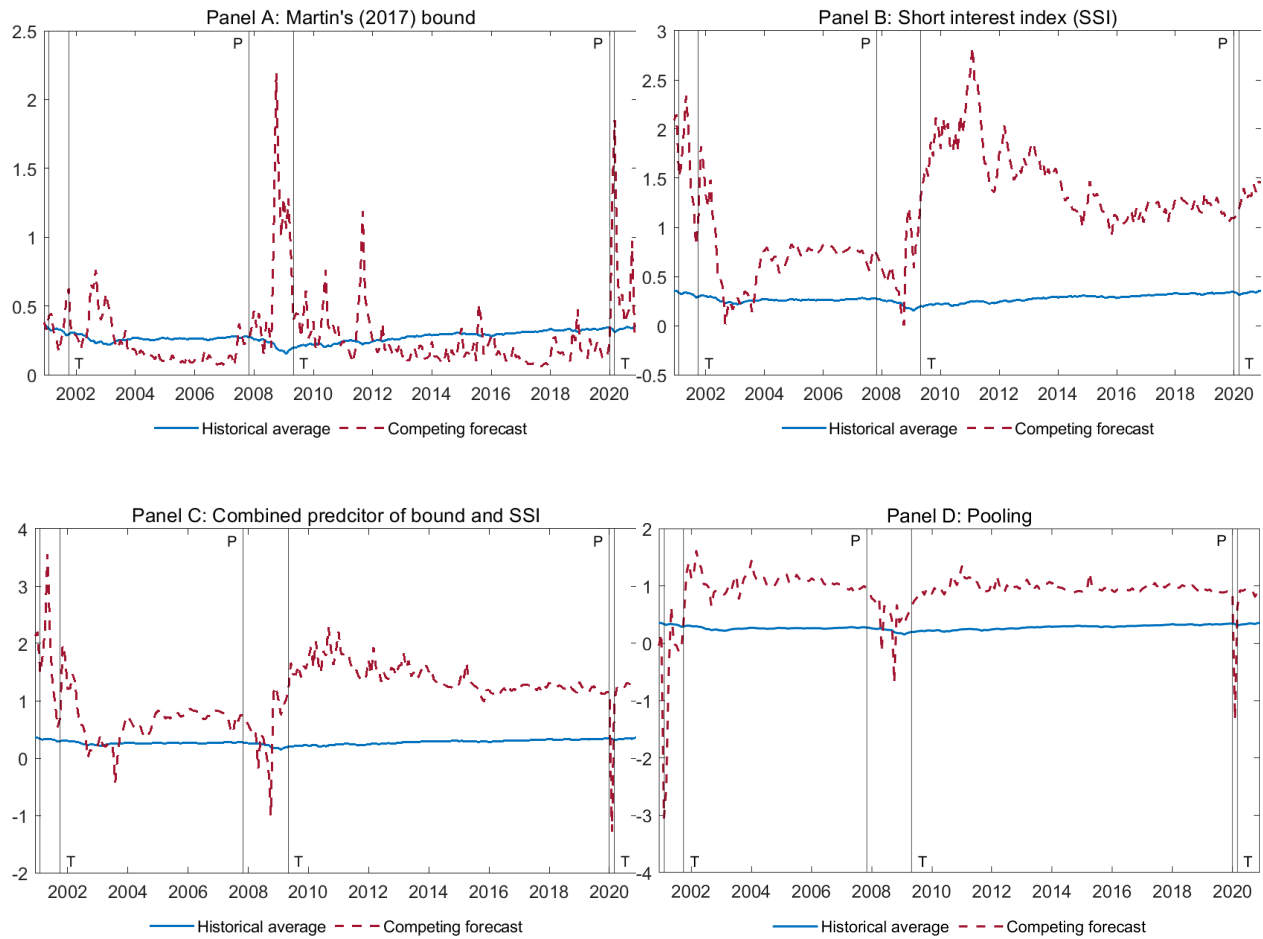 Panel A: Martin's (2017) bound
2.5
2
1.5
1
0.5
0
P
P
T
T
T
2002 2004 2006 2008 2010 2012 2014 2016 2018 2020
Historical average Competing forecast
Panel B: Short interest index (SSI)
3
2.5
2
1.5
1
0.5
0
-0.5
P
P
T
T
T
2002 2004 2006 2008 2010 2012 2014 2016 2018 2020
Historical average Competing forecast
Panel C: Combined predcitor of bound and SSI
4
3
2
1
0
-1
-2
P
P
T
T
T
2002 2004 2006 2008 2010 2012 2014 2016 2018 2020
Historical average Competing forecast
Panel D: Pooling
2
1
0
-1
-2
-3
-4
P
P
T
T
T
2002 2004 2006 2008 2010 2012 2014 2016 2018 2020
Historical average Competing forecast